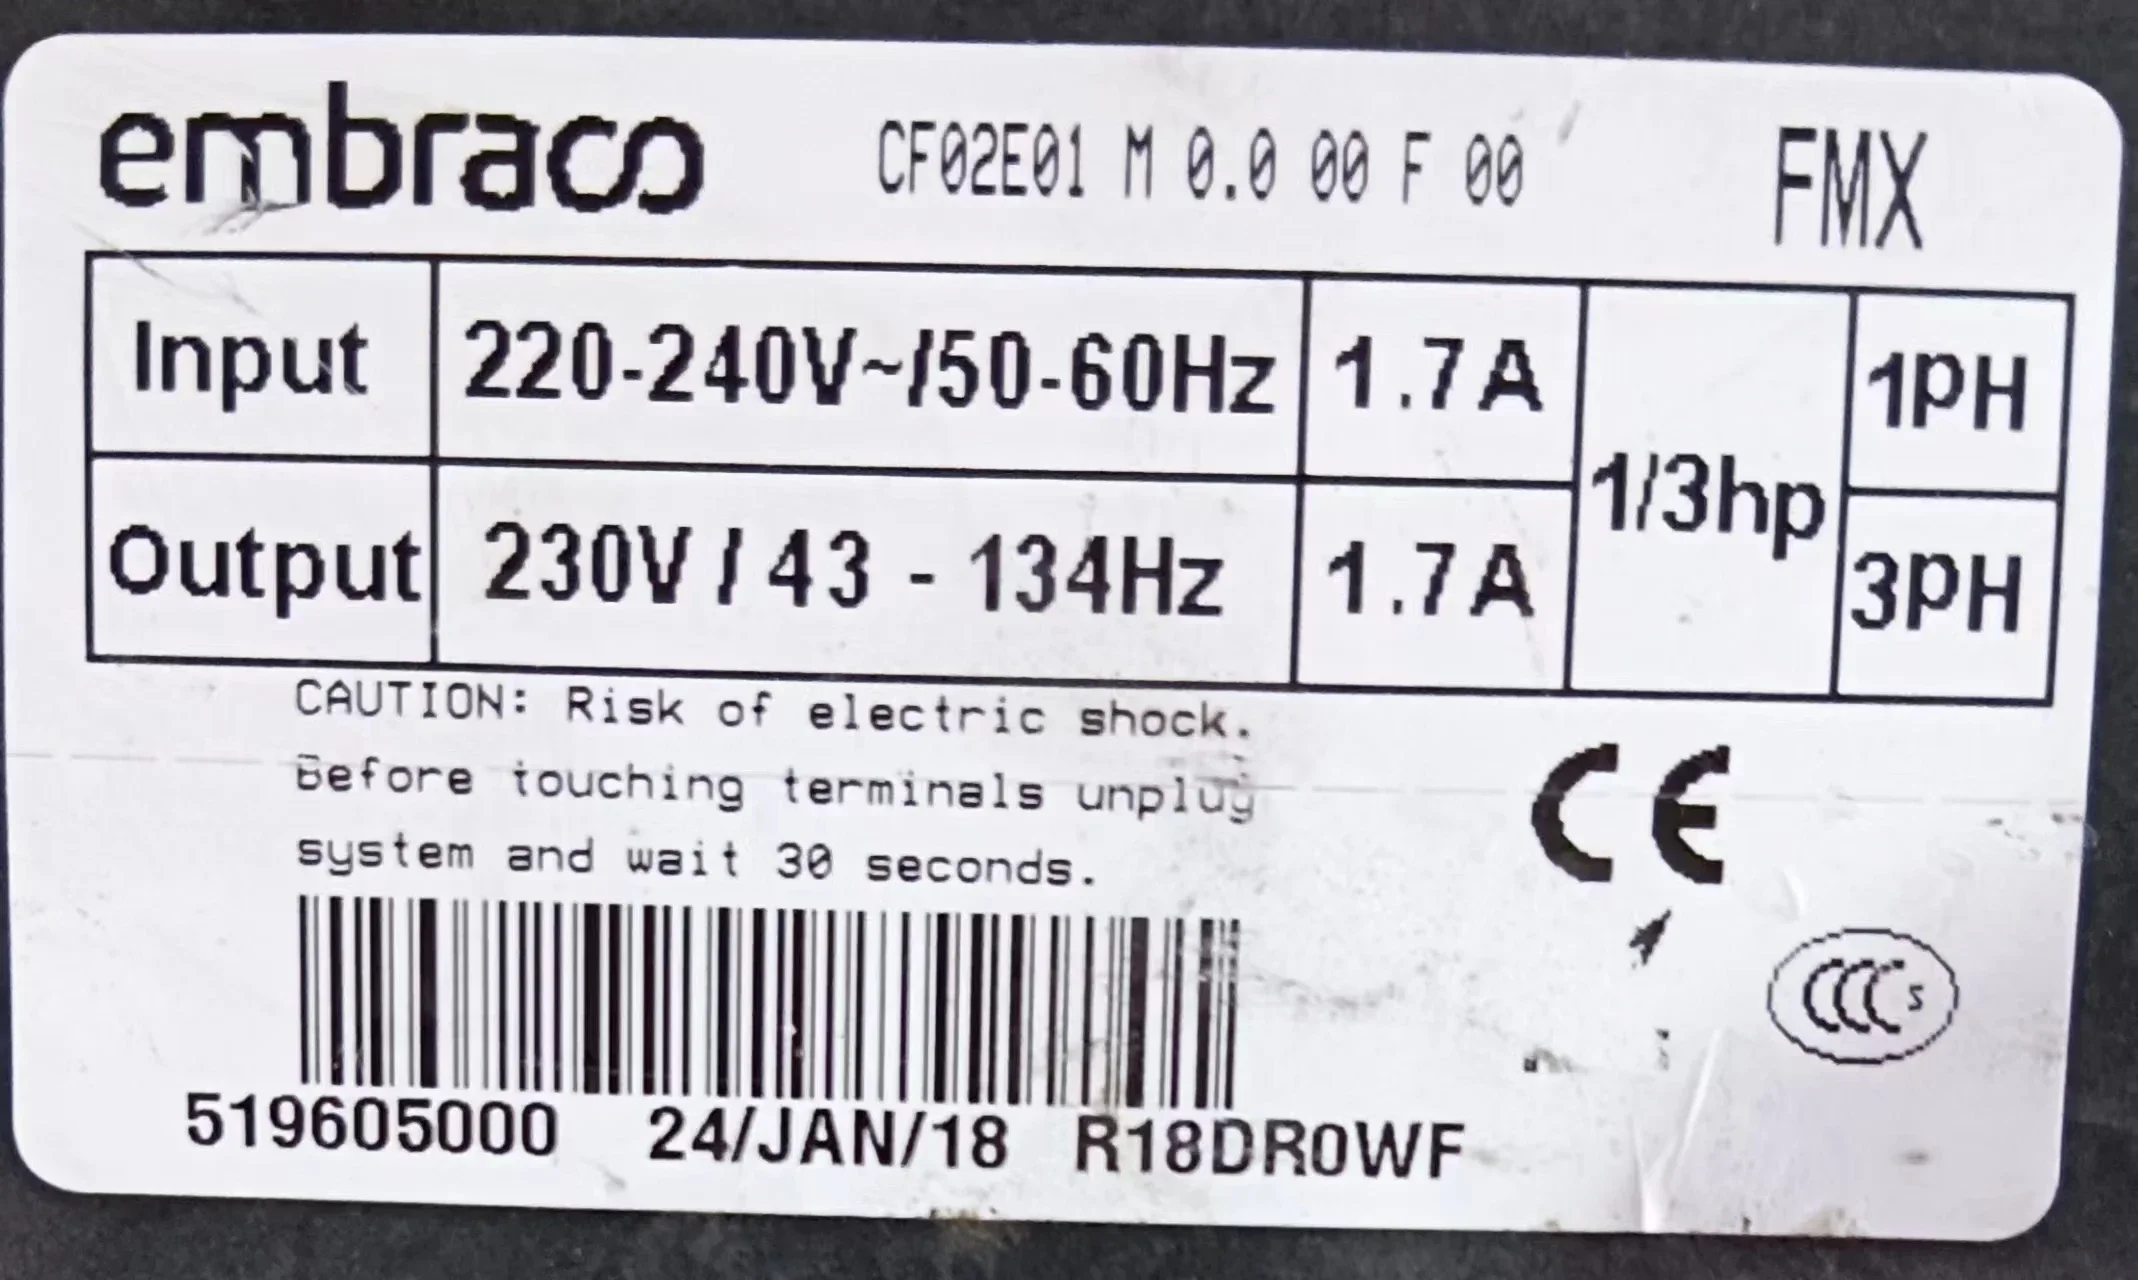 embraco CF02E01 M 0.0 00 F 00 FMX
Input 220-240V~/50-60Hz 1.7A 1/3hp 1PH
Output 230V / 43 - 134Hz 1.7A 3PH
CAUTION: Risk of electric shock.
Before touching terminals unplug
system and wait 30 seconds.
CE
CCC S
519605000 24/JAN/18 R18DR0WF